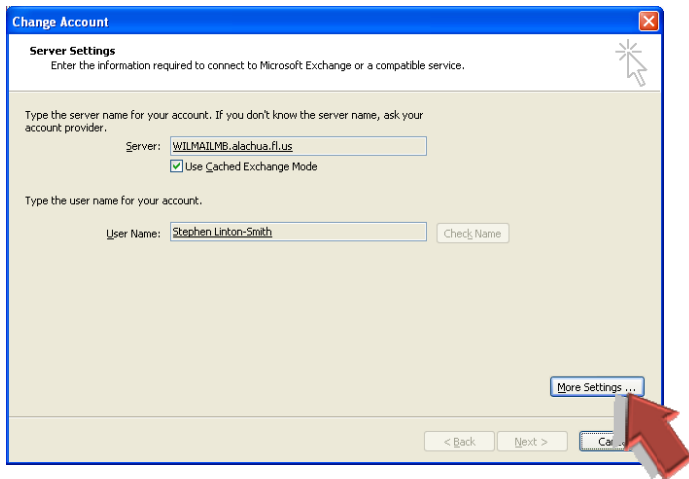 Change Account
Server Settings
Enter the information required to connect to Microsoft Exchange or a compatible service.
Type the server name for your account. If you don't know the server name, ask your
account provider.
Server: WILMAILMB.alachua.fl.us
Use Cached Exchange Mode
Type the user name for your account.
User Name: Stephen Linton-Smith Check Name
More Settings ...
< Back Next >